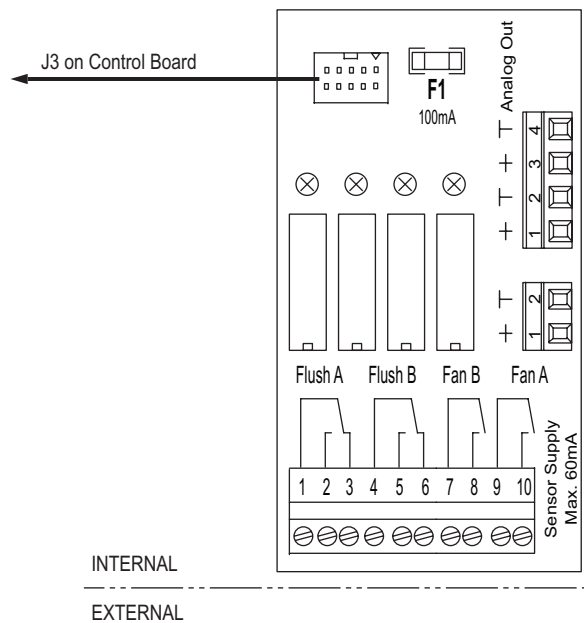 J3 on Control Board
F1
100mA
Analog Out
4
3
+
2
1
+
2
1
+
Flush A Flush B Fan B Fan A
1 2 3 4 5 6 7 8 9 10
Sensor Supply
Max. 60mA
INTERNAL
EXTERNAL